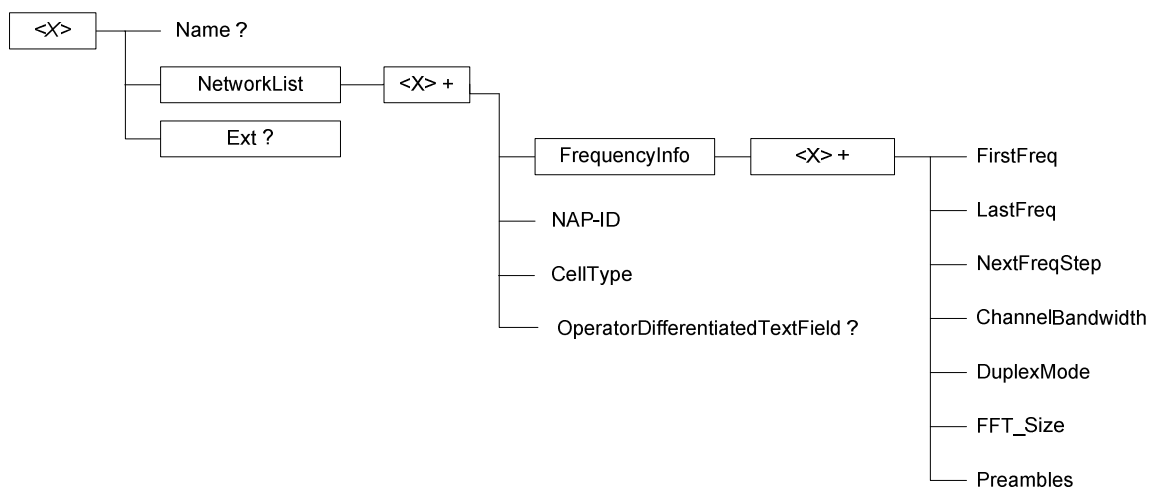 <X>
Name ?
NetworkList
<X> +
Ext ?
FrequencyInfo
<X> +
NAP-ID
CellType
OperatorDifferentiatedTextField ?
FirstFreq
LastFreq
NextFreqStep
ChannelBandwidth
DuplexMode
FFT_Size
Preambles